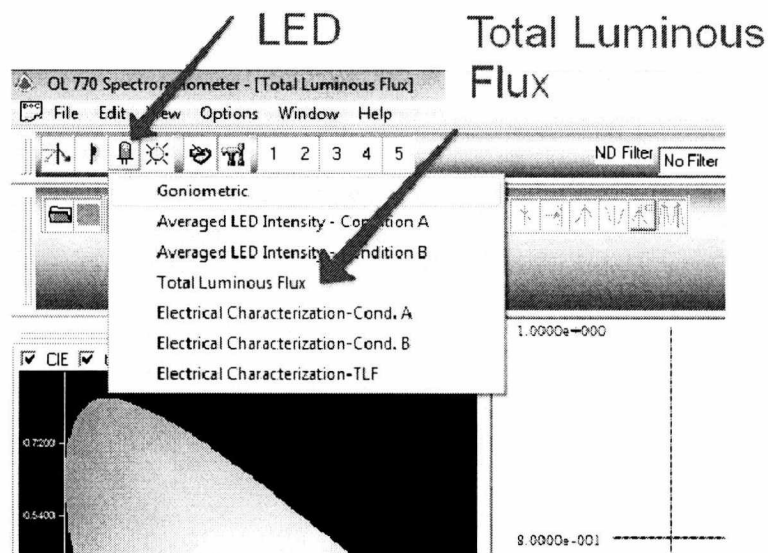 LED
Total Luminous
Flux
OL 770 Spectroradiometer - [Total Luminous Flux]
File Edit View Options Window Help
1 2 3 4 5
ND Filter No Filter
Goniometric
Averaged LED Intensity - Condition A
Averaged LED Intensity - Condition B
Total Luminous Flux
Electrical Characterization-Cond. A
Electrical Characterization-Cond. B
Electrical Characterization-TLF
1.0000e+000
CIE
0.7200
0.5400
8.0000e-001